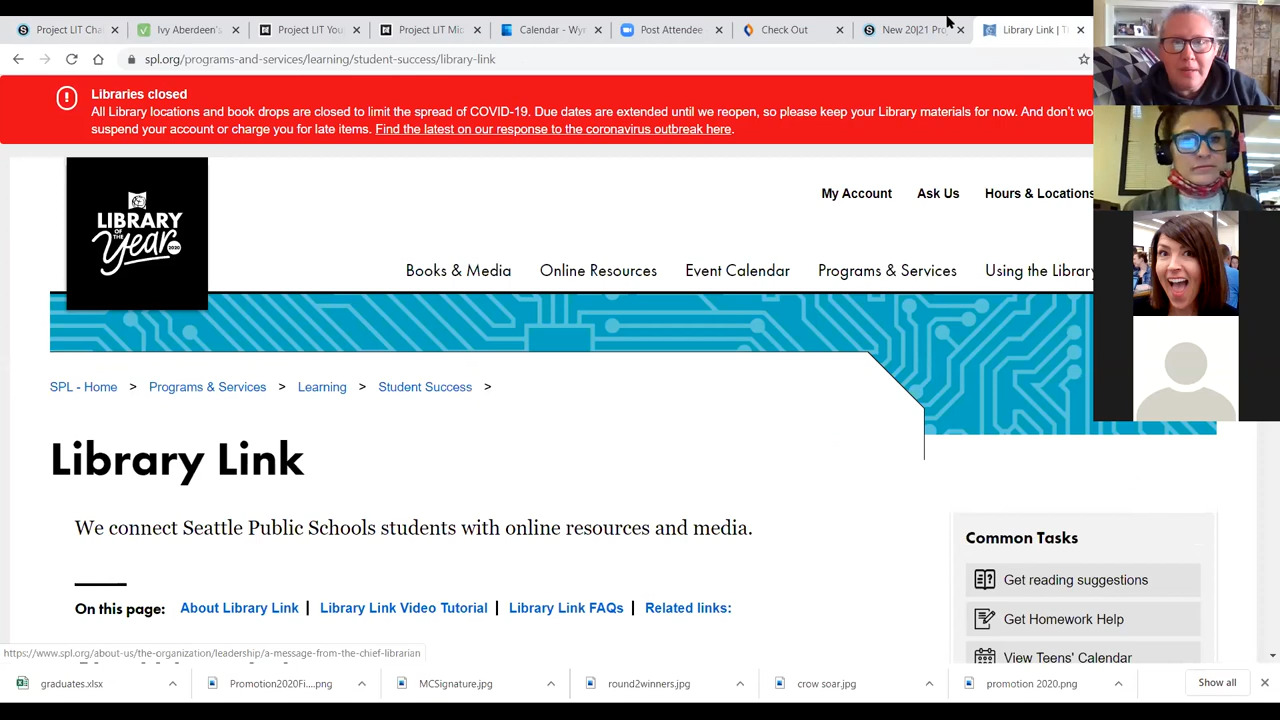 Project LIT Cha
Ivy Aberdeen's
Project LIT You
Project LIT Mic
Calendar - Wyn
Post Attendee
Check Out
New 20|21 Proj
Library Link | T
spl.org/programs-and-services/learning/student-success/library-link
Libraries closed
All Library locations and book drops are closed to limit the spread of COVID-19. Due dates are extended until we reopen, so please keep your Library materials for now. And don't wo
suspend your account or charge you for late items. Find the latest on our response to the coronavirus outbreak here.
LIBRARY
OF THE
Year
2020
My Account
Ask Us
Hours & Locations
Books & Media
Online Resources
Event Calendar
Programs & Services
Using the Library
SPL - Home > Programs & Services > Learning > Student Success >
Library Link
We connect Seattle Public Schools students with online resources and media.
On this page: About Library Link | Library Link Video Tutorial | Library Link FAQs | Related links:
Common Tasks
Get reading suggestions
Get Homework Help
View Teens' Calendar
https://www.spl.org/about-us/the-organization/leadership/a-message-from-the-chief-librarian
graduates.xlsx
Promotion2020Fi....png
MCSignature.jpg
round2winners.jpg
crow soar.jpg
promotion 2020.png
Show all